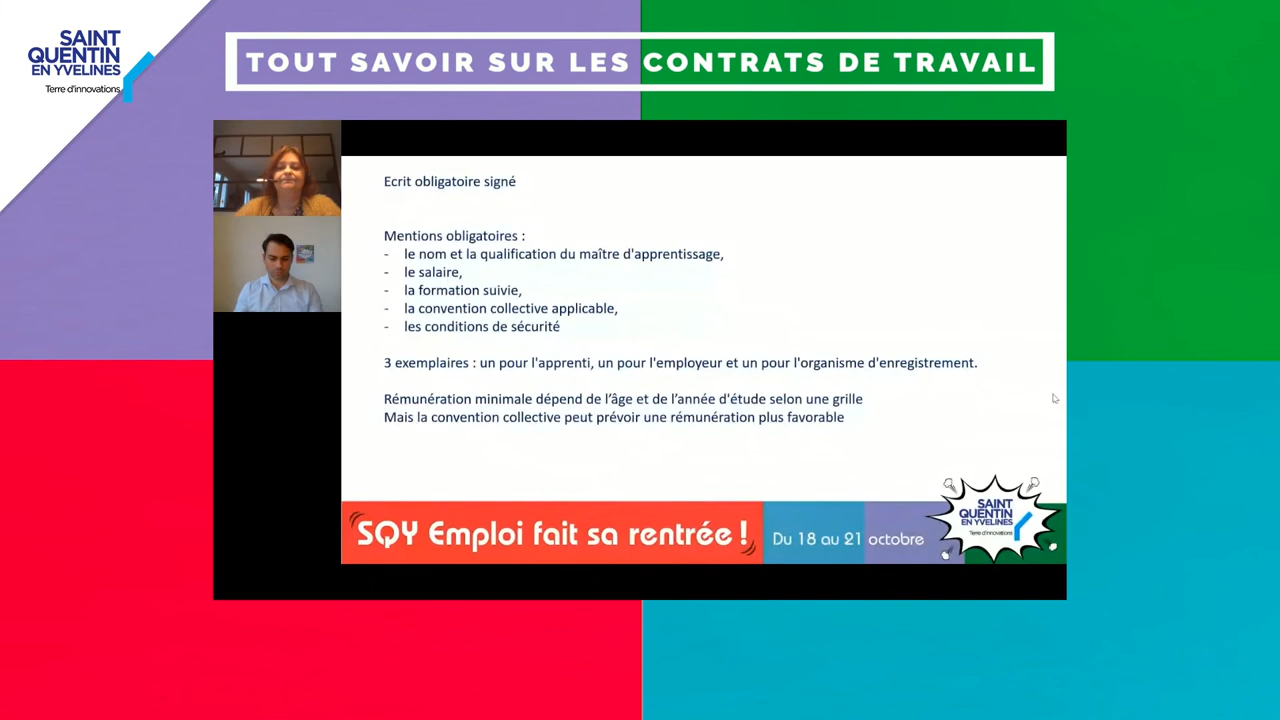 SAINT
QUENTIN
EN YVELINES
Terre d'innovations
TOUT SAVOIR SUR LES CONTRATS DE TRAVAIL
Ecrit obligatoire signé
Mentions obligatoires :
- le nom et la qualification du maître d'apprentissage,
- le salaire,
- la formation suivie,
- la convention collective applicable,
- les conditions de sécurité
3 exemplaires : un pour l'apprenti, un pour l'employeur et un pour l'organisme d'enregistrement.
Rémunération minimale dépend de l’âge et de l’année d'étude selon une grille
Mais la convention collective peut prévoir une rémunération plus favorable
SQY Emploi fait sa rentrée !
Du 18 au 21 octobre
SAINT
QUENTIN
EN YVELINES
Terre d'innovations